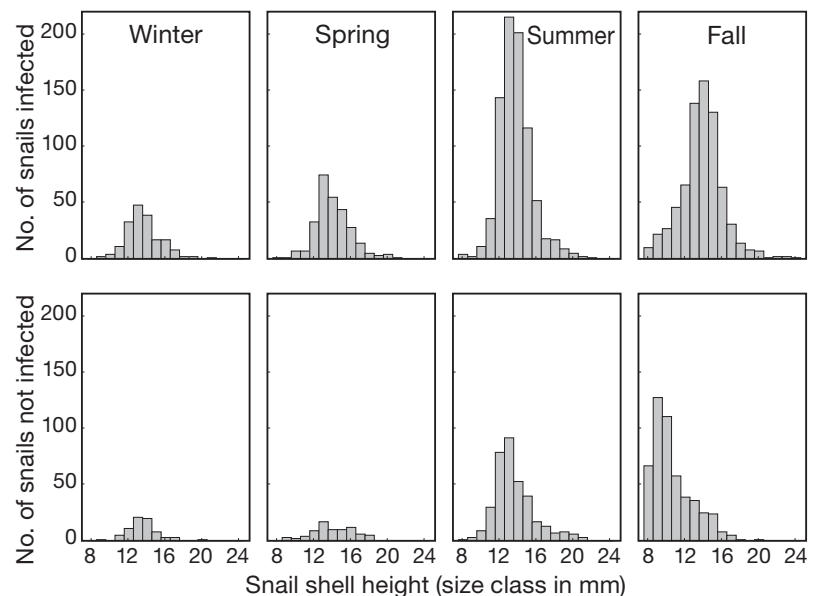 Winter Spring Summer Fall
No. of snails infected
200
150
100
50
0
No. of snails not infected
200
150
100
50
0
8 12 16 20 24 8 12 16 20 24 8 12 16 20 24 8 12 16 20 24
Snail shell height (size class in mm)